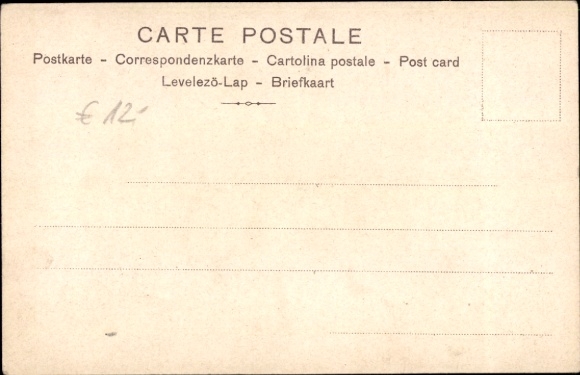 CARTE POSTALE
Postkarte – Correspondenzkarte – Cartolina postale – Post card
Levelező-Lap – Briefkaart
€ 12.-